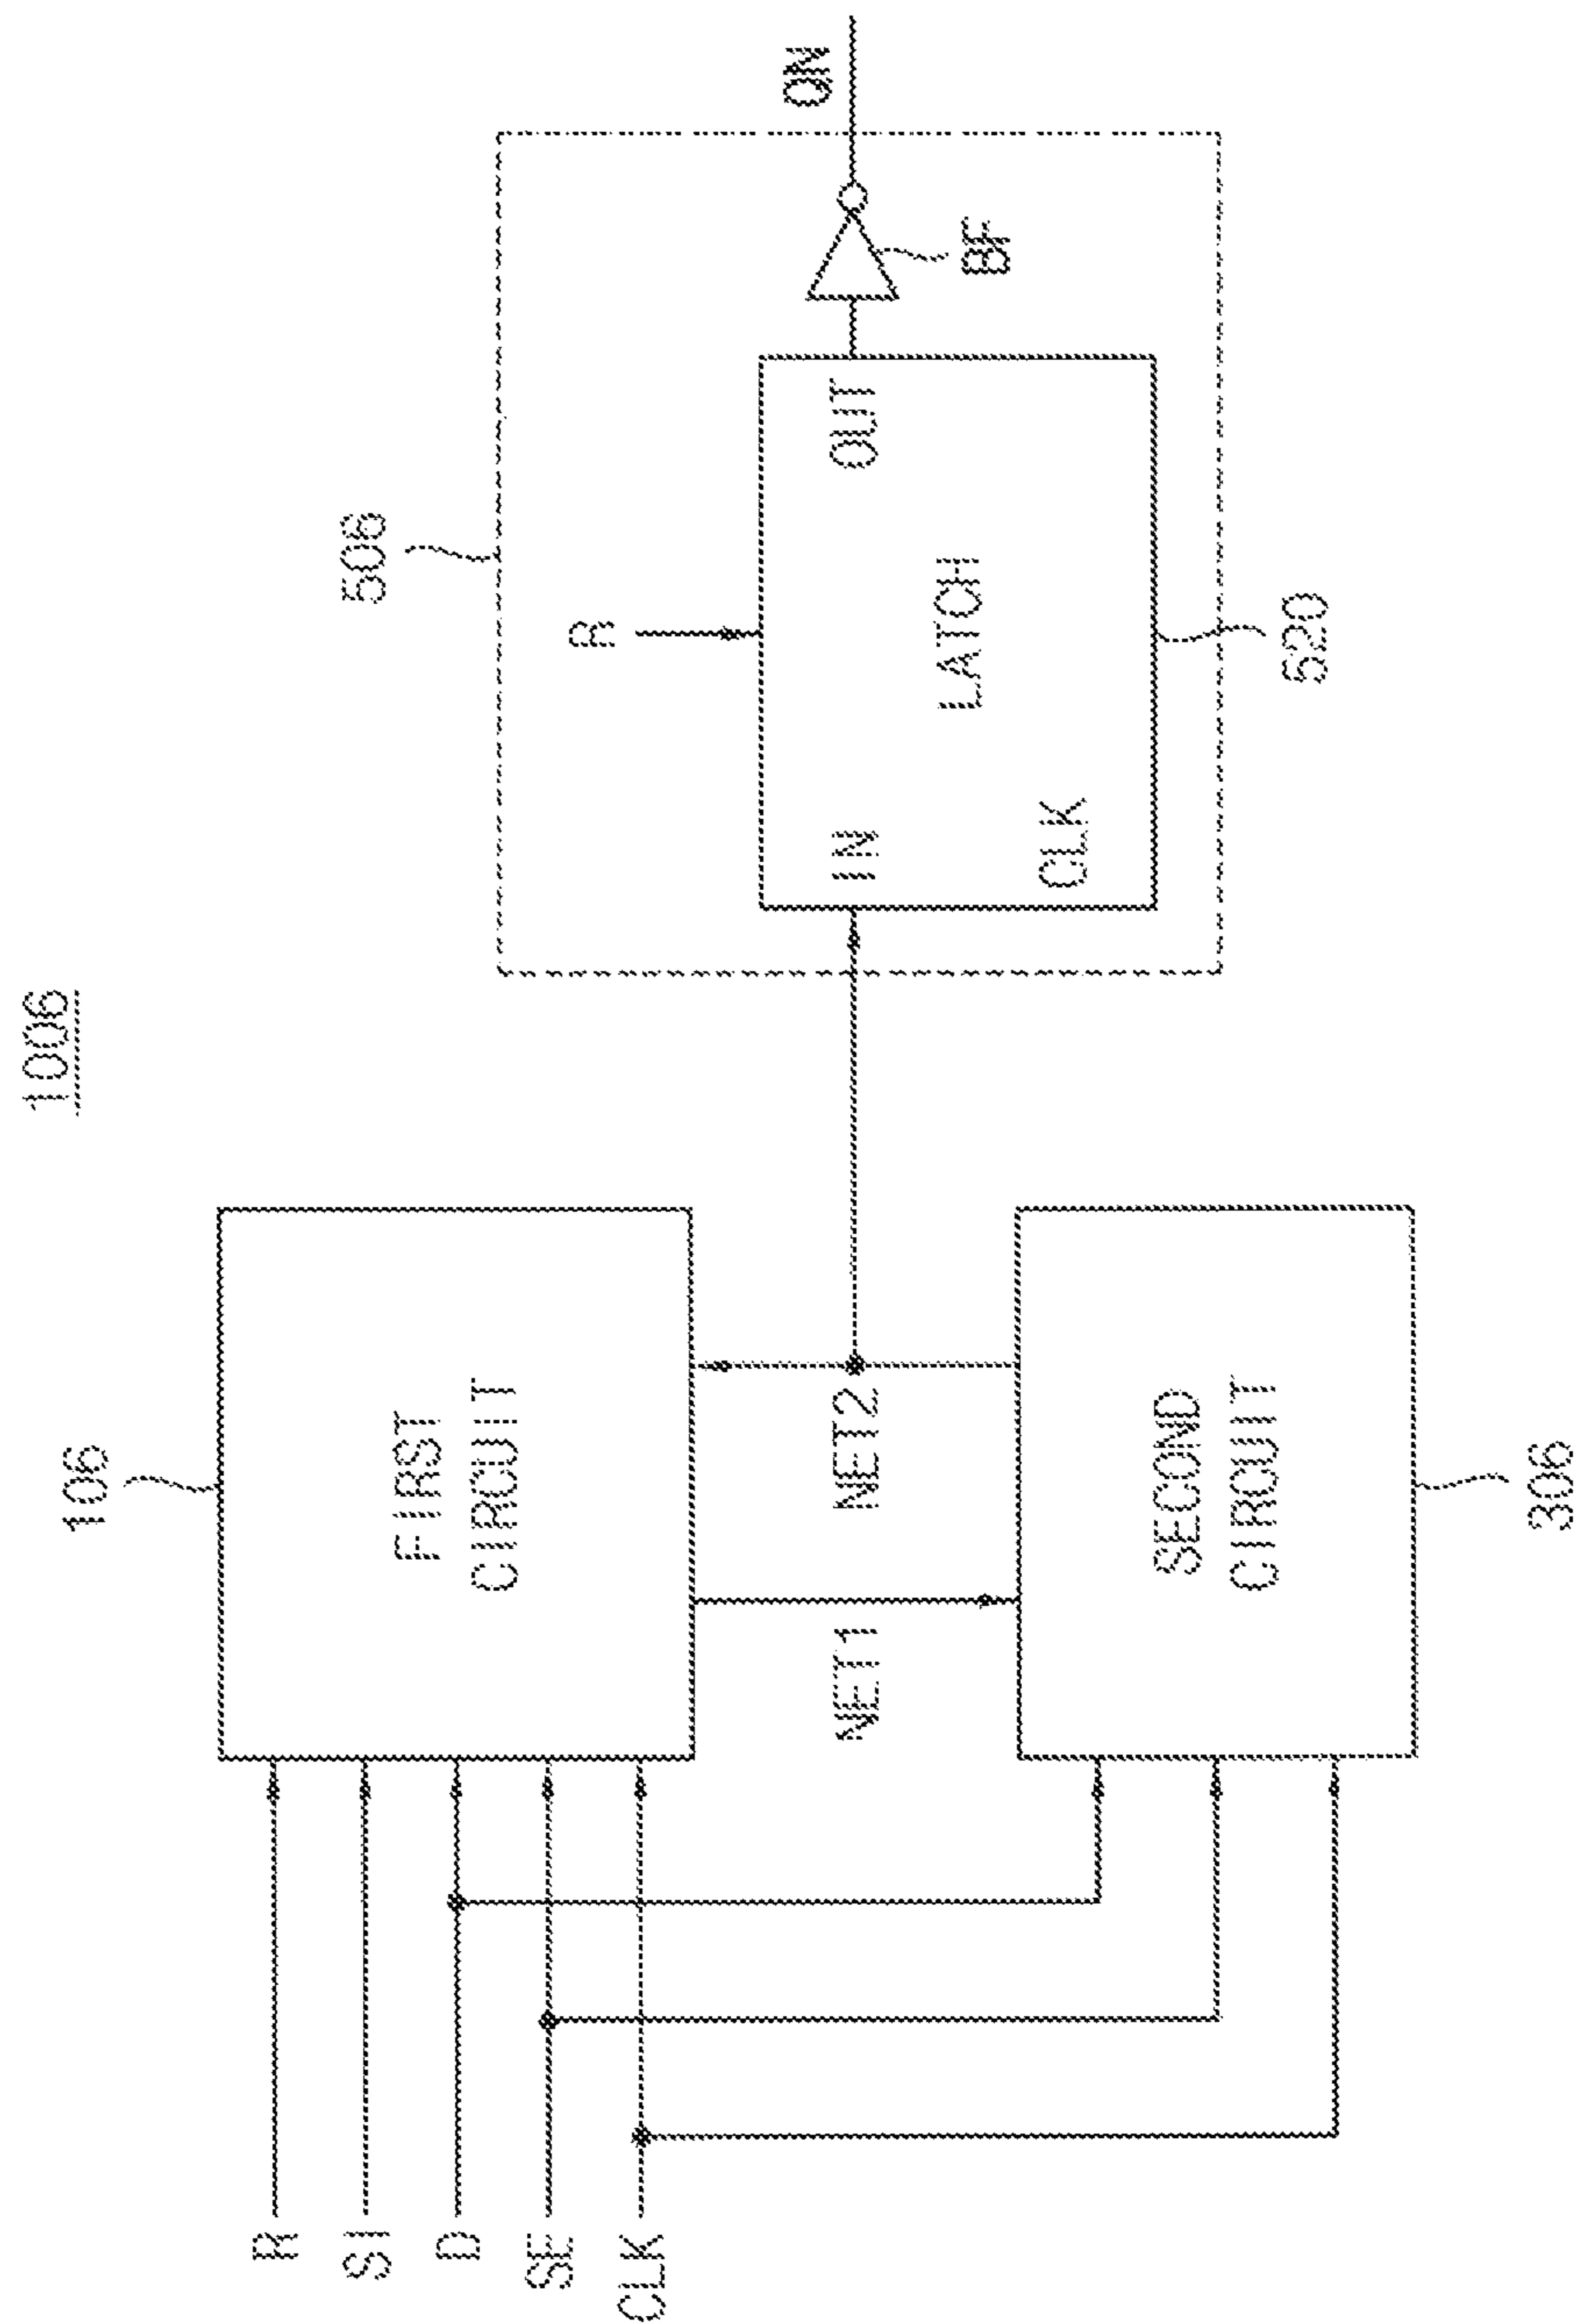 1006
106
R
SI
D
SE
CLK
FIRST
CIRCUIT
NET1
NET2
SECOND
CIRCUIT
306
506
R
IN
OUT
LATCH
CLK
520
BF
QN